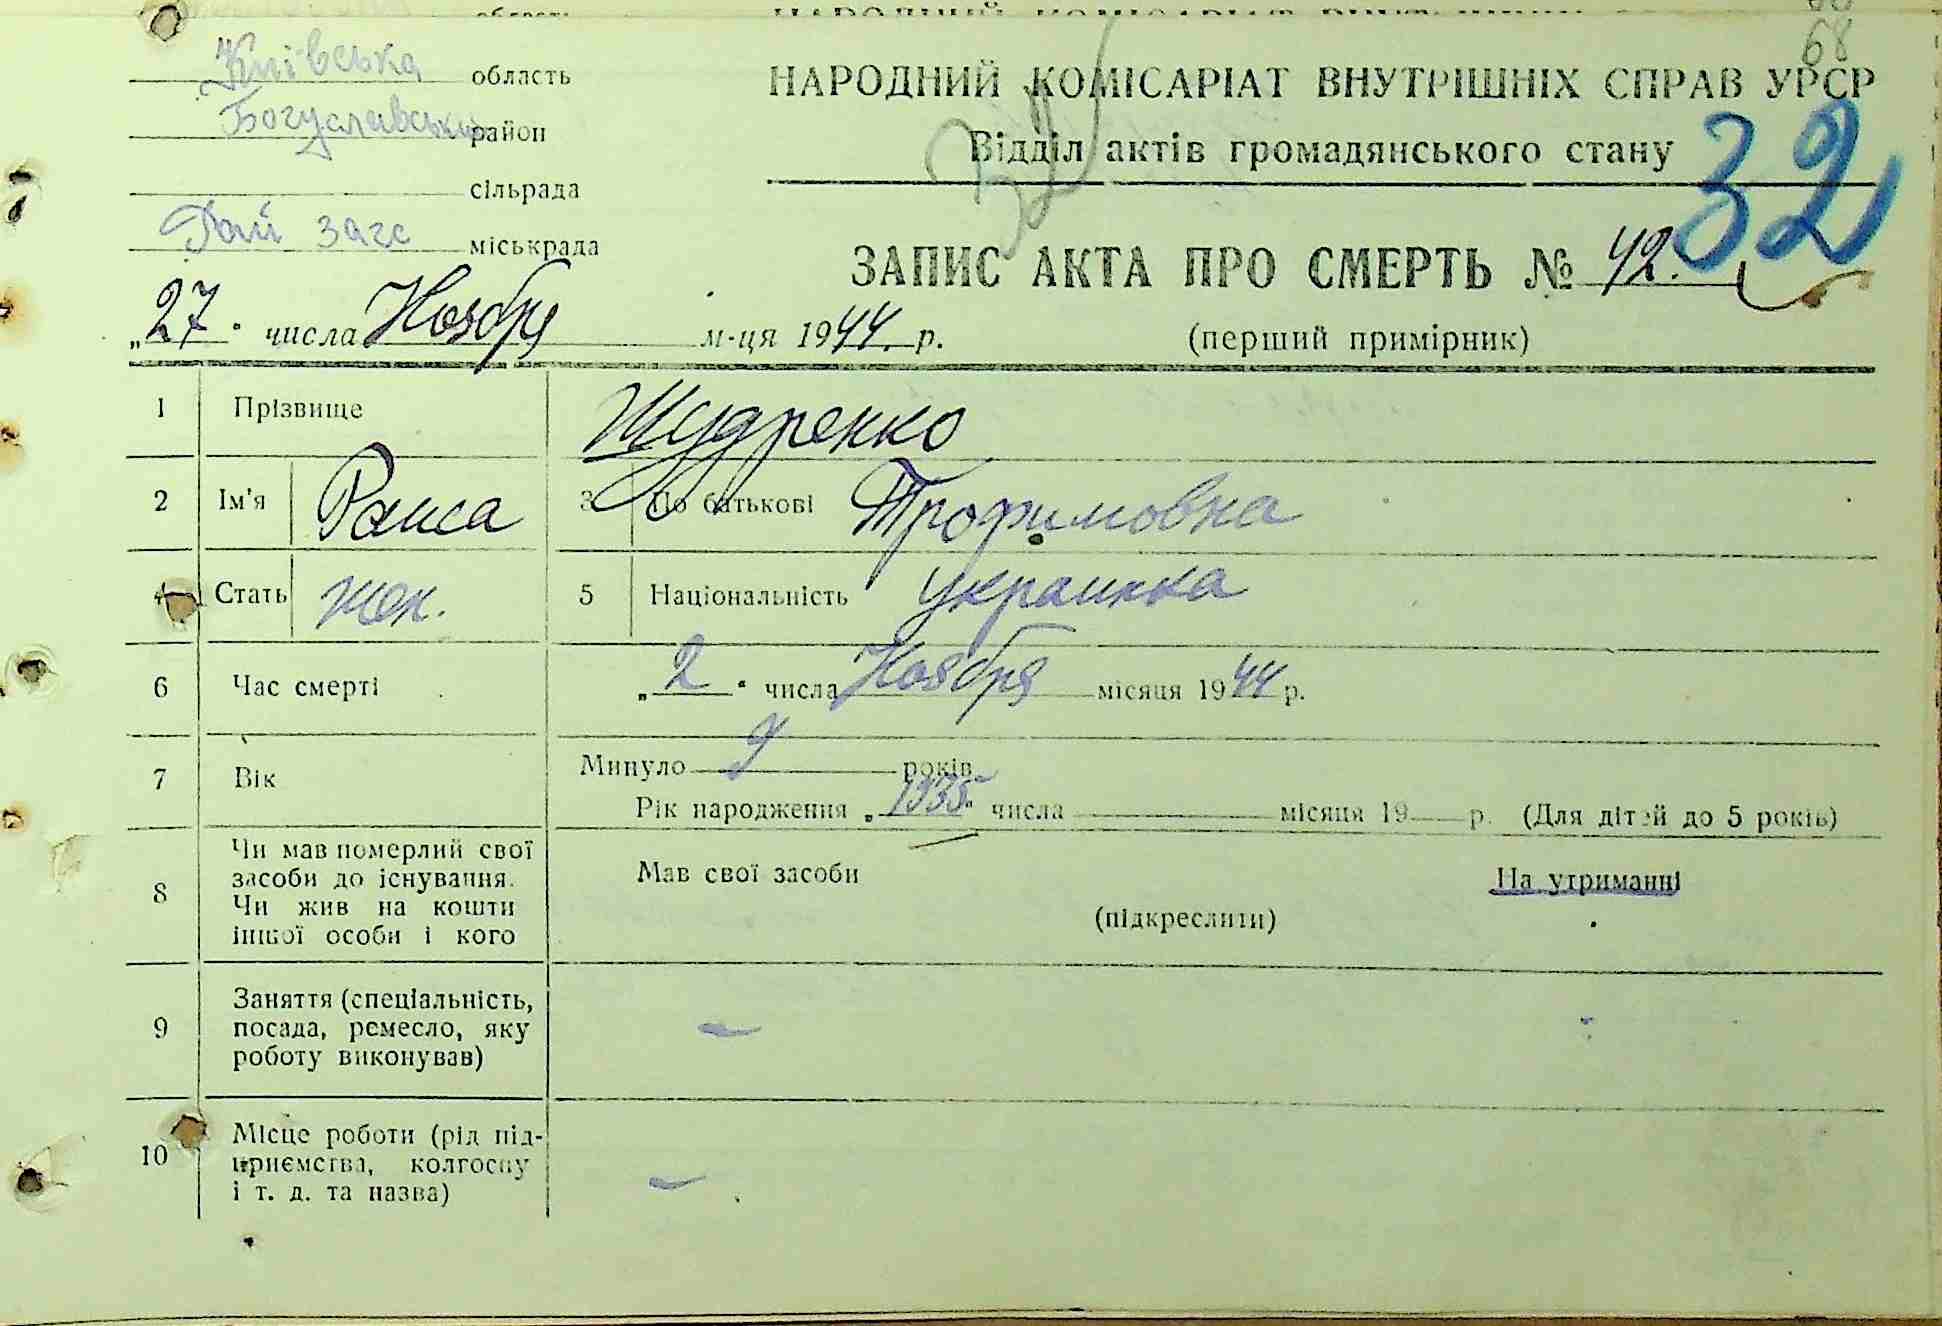 68
Київська область
Богуславський район
сільрада
Рай загс міськрада
НАРОДНИЙ КОМІСАРІАТ ВНУТРІШНІХ СПРАВ УРСР
Відділ актів громадянського стану
32
32
ЗАПИС АКТА ПРО СМЕРТЬ № 42.
„27" числа Ноября м-ця 1944 р.
(перший примірник)
1 Прізвище Щудренко
2 Ім'я Раиса 3 По батькові Трофимовна
4 Стать жен. 5 Національність украинка
6 Час смерті „2" числа Ноября місяця 1944 р.
7 Вік Минуло 9 років
Рік народження „1935" числа місяця 19 р. (Для дітей до 5 років)
8 Чи мав померлий свої
засоби до існування.
Чи жив на кошти
іншої особи і кого
Мав свої засоби На утриманні
(підкреслити)
9 Заняття (спеціальність,
посада, ремесло, яку
роботу виконував)
–
10 Місце роботи (рід під-
приємства, колгоспу
і т. д. та назва)
–